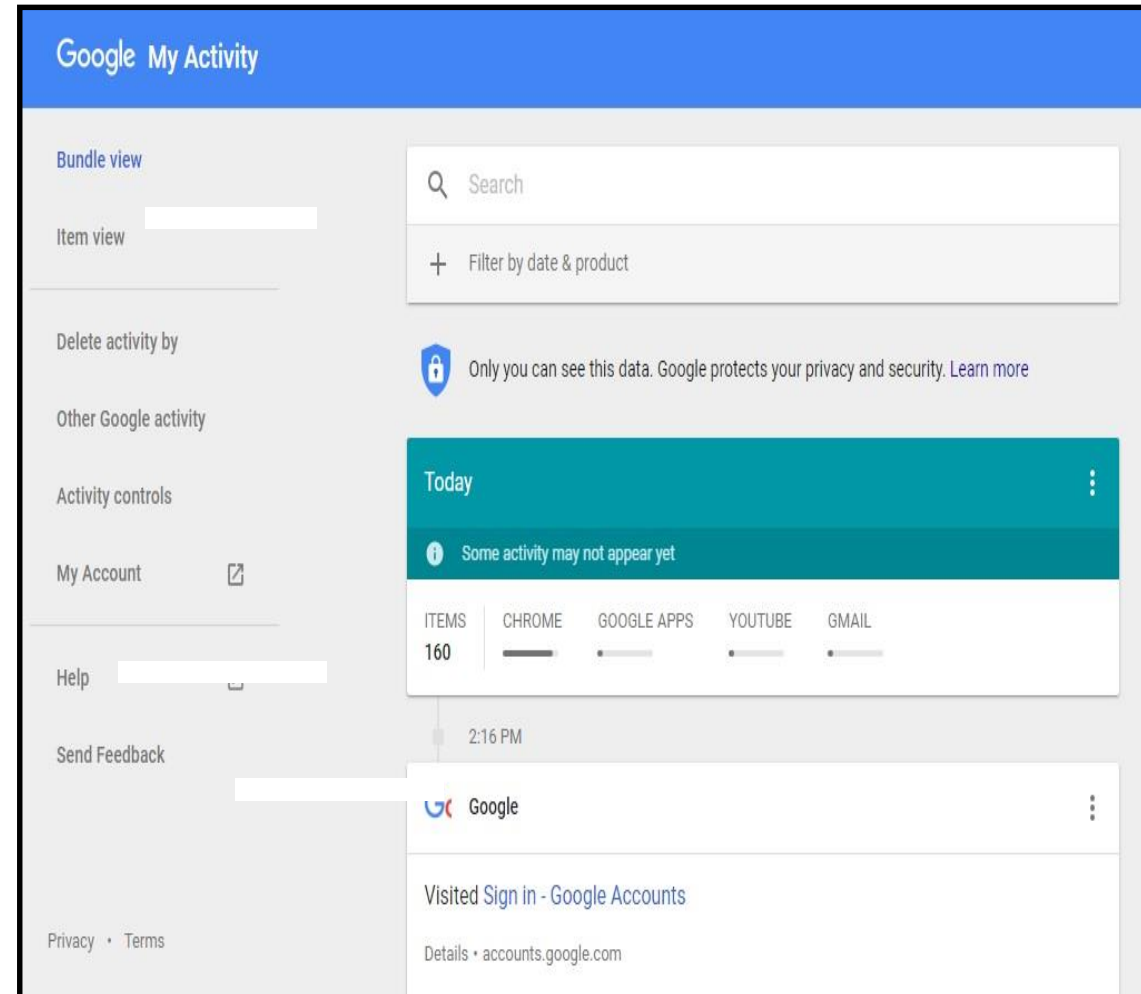 Google My Activity
Bundle view
Item view
Delete activity by
Other Google activity
Activity controls
My Account
Help
Send Feedback
Privacy • Terms
Search
Filter by date & product
Only you can see this data. Google protects your privacy and security. Learn more
Today
Some activity may not appear yet
ITEMS CHROME GOOGLE APPS YOUTUBE GMAIL
160
2:16 PM
Google
Visited Sign in - Google Accounts
Details • accounts.google.com